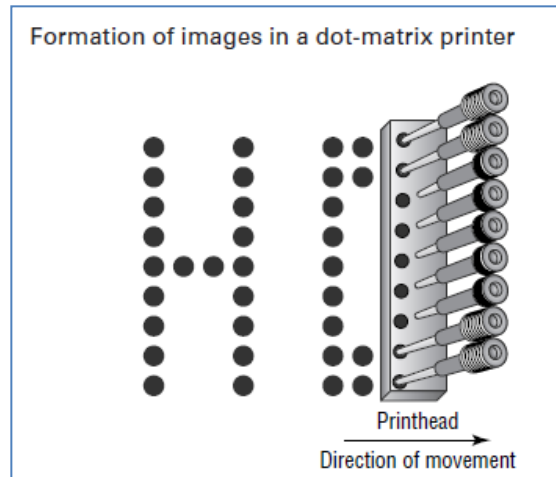 Formation of images in a dot-matrix printer
Printhead
Direction of movement